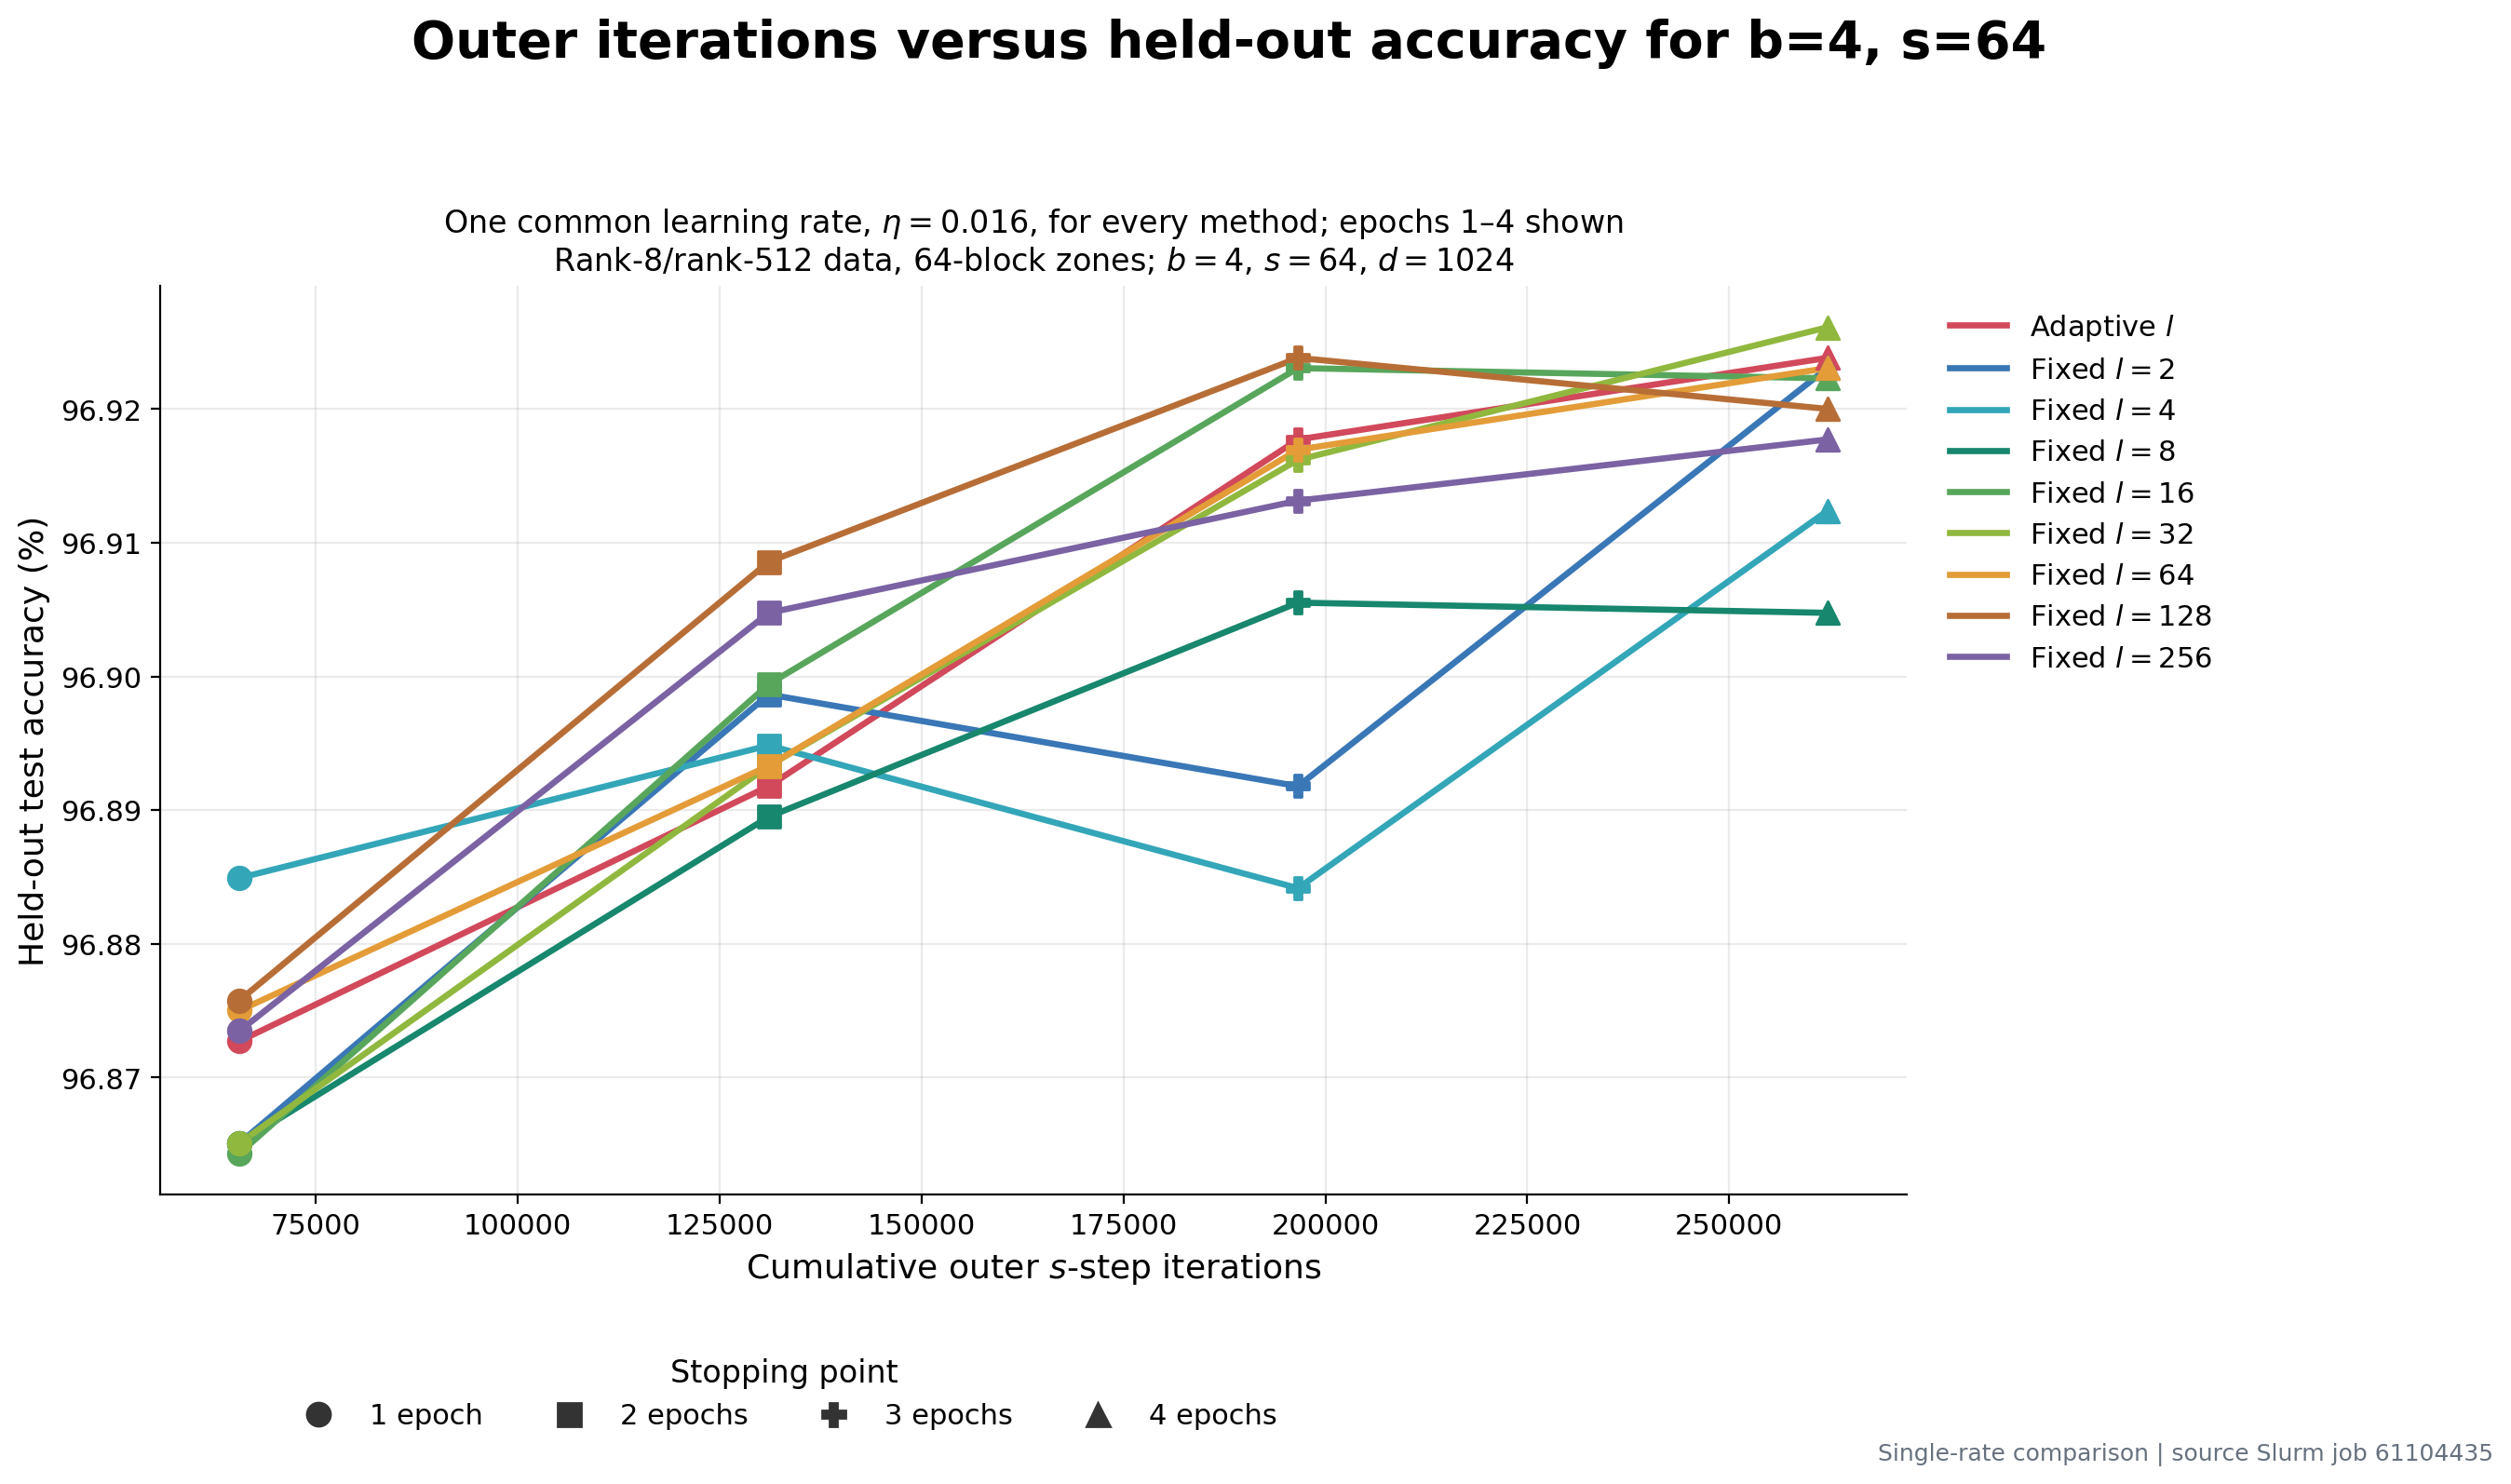 Outer iterations versus held-out accuracy for b=4, s=64
One common learning rate, η = 0.016, for every method; epochs 1–4 shown
Rank-8/rank-512 data, 64-block zones; b = 4, s = 64, d = 1024
Held-out test accuracy (%)
96.92
96.91
96.90
96.89
96.88
96.87
75000 100000 125000 150000 175000 200000 225000 250000
Cumulative outer s-step iterations
Adaptive l
Fixed l = 2
Fixed l = 4
Fixed l = 8
Fixed l = 16
Fixed l = 32
Fixed l = 64
Fixed l = 128
Fixed l = 256
Stopping point
1 epoch 2 epochs 3 epochs 4 epochs
Single-rate comparison | source Slurm job 61104435